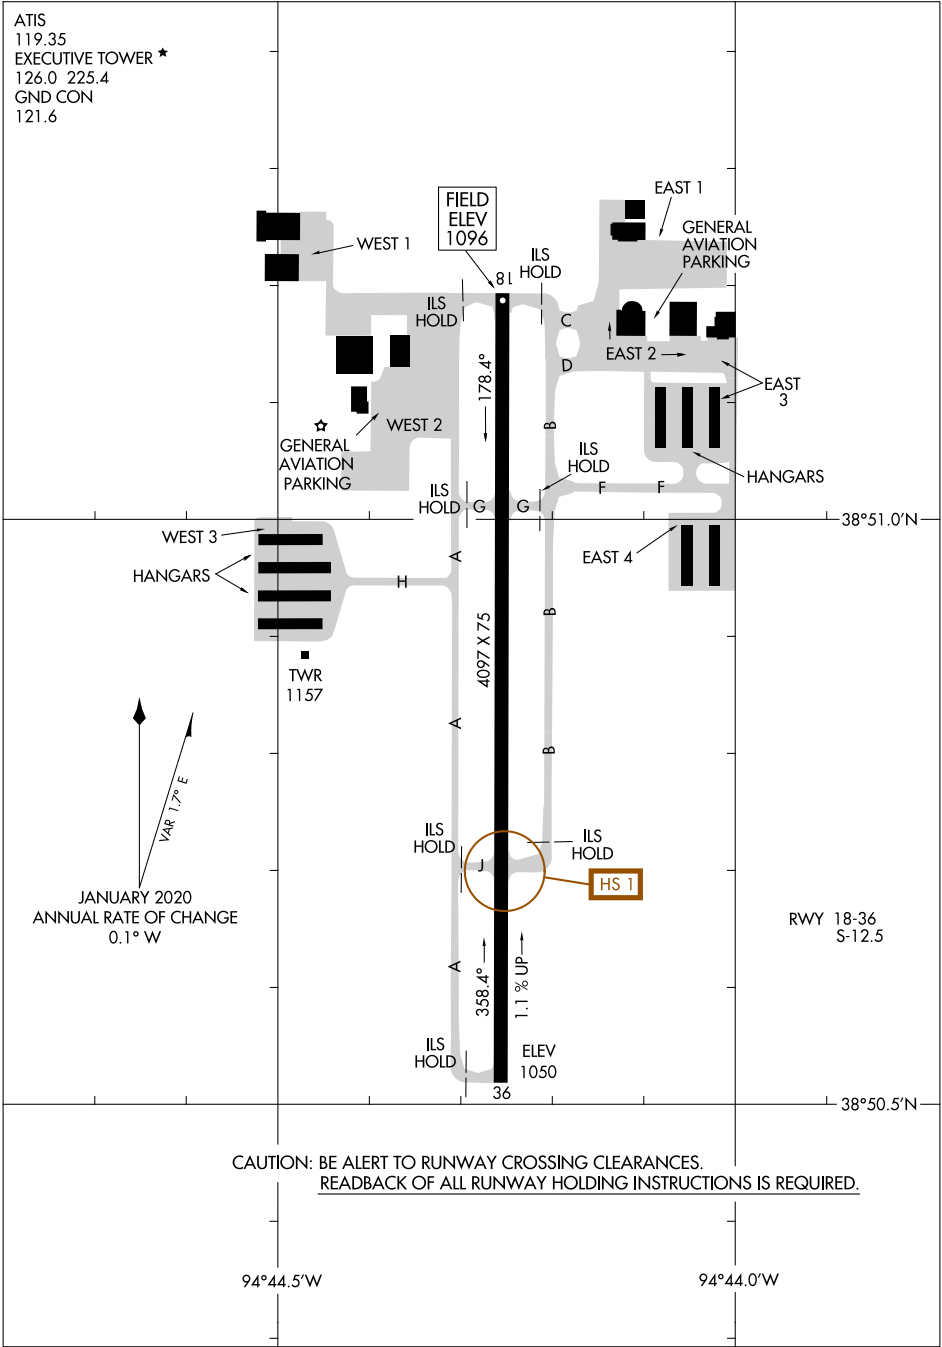 ATIS
119.35
EXECUTIVE TOWER ★
126.0 225.4
GND CON
121.6
FIELD
ELEV
1096
EAST 1
GENERAL
AVIATION
PARKING
WEST 1
ILS
HOLD
18
ILS
HOLD
C
EAST 2
D
178.4°
EAST
3
WEST 2
B
GENERAL
AVIATION
PARKING
ILS
HOLD
HANGARS
ILS
HOLD
G
G
F
F
38°51.0'N
WEST 3
A
EAST 4
HANGARS
H
B
4097 X 75
TWR
1157
A
B
VAR 1.7° E
ILS
HOLD
ILS
HOLD
J
HS 1
JANUARY 2020
ANNUAL RATE OF CHANGE
0.1° W
RWY 18-36
S-12.5
A
358.4°
1.1 % UP
ILS
HOLD
ELEV
1050
36
38°50.5'N
CAUTION: BE ALERT TO RUNWAY CROSSING CLEARANCES.
READBACK OF ALL RUNWAY HOLDING INSTRUCTIONS IS REQUIRED.
94°44.5'W
94°44.0'W